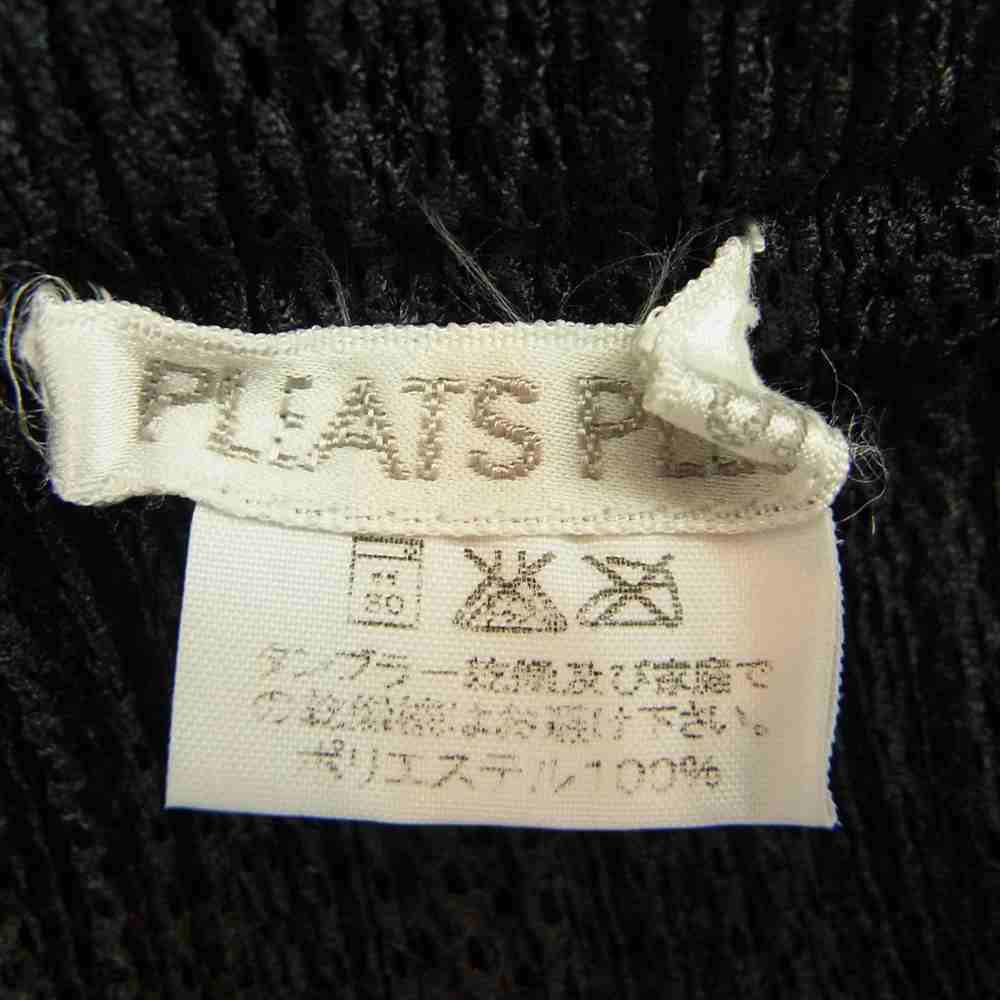 PLEATS PLE
タンブラー乾燥及び家庭で
の乾燥機はお避け下さい。
ポリエステル100%